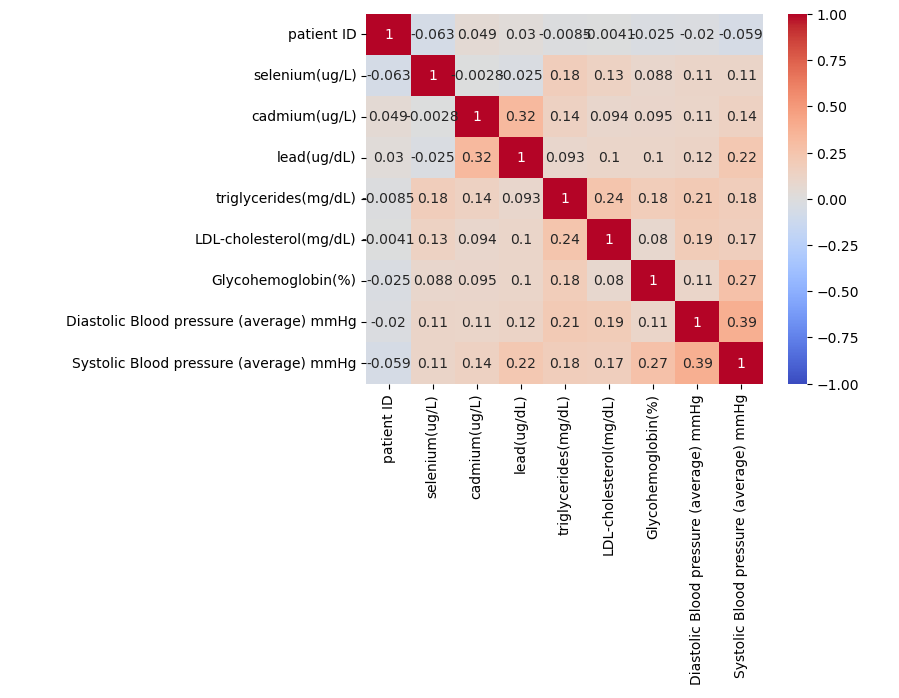 patient ID 1 -0.063 0.049 0.03 -0.0085 -0.0041 -0.025 -0.02 -0.059
selenium(ug/L) -0.063 1 -0.0028 -0.025 0.18 0.13 0.088 0.11 0.11
cadmium(ug/L) 0.049 -0.0028 1 0.32 0.14 0.094 0.095 0.11 0.14
lead(ug/dL) 0.03 -0.025 0.32 1 0.093 0.1 0.1 0.12 0.22
triglycerides(mg/dL) -0.0085 0.18 0.14 0.093 1 0.24 0.18 0.21 0.18
LDL-cholesterol(mg/dL) -0.0041 0.13 0.094 0.1 0.24 1 0.08 0.19 0.17
Glycohemoglobin(%) -0.025 0.088 0.095 0.1 0.18 0.08 1 0.11 0.27
Diastolic Blood pressure (average) mmHg -0.02 0.11 0.11 0.12 0.21 0.19 0.11 1 0.39
Systolic Blood pressure (average) mmHg -0.059 0.11 0.14 0.22 0.18 0.17 0.27 0.39 1
patient ID
selenium(ug/L)
cadmium(ug/L)
lead(ug/dL)
triglycerides(mg/dL)
LDL-cholesterol(mg/dL)
Glycohemoglobin(%)
Diastolic Blood pressure (average) mmHg
Systolic Blood pressure (average) mmHg
1.00
0.75
0.50
0.25
0.00
−0.25
−0.50
−0.75
−1.00